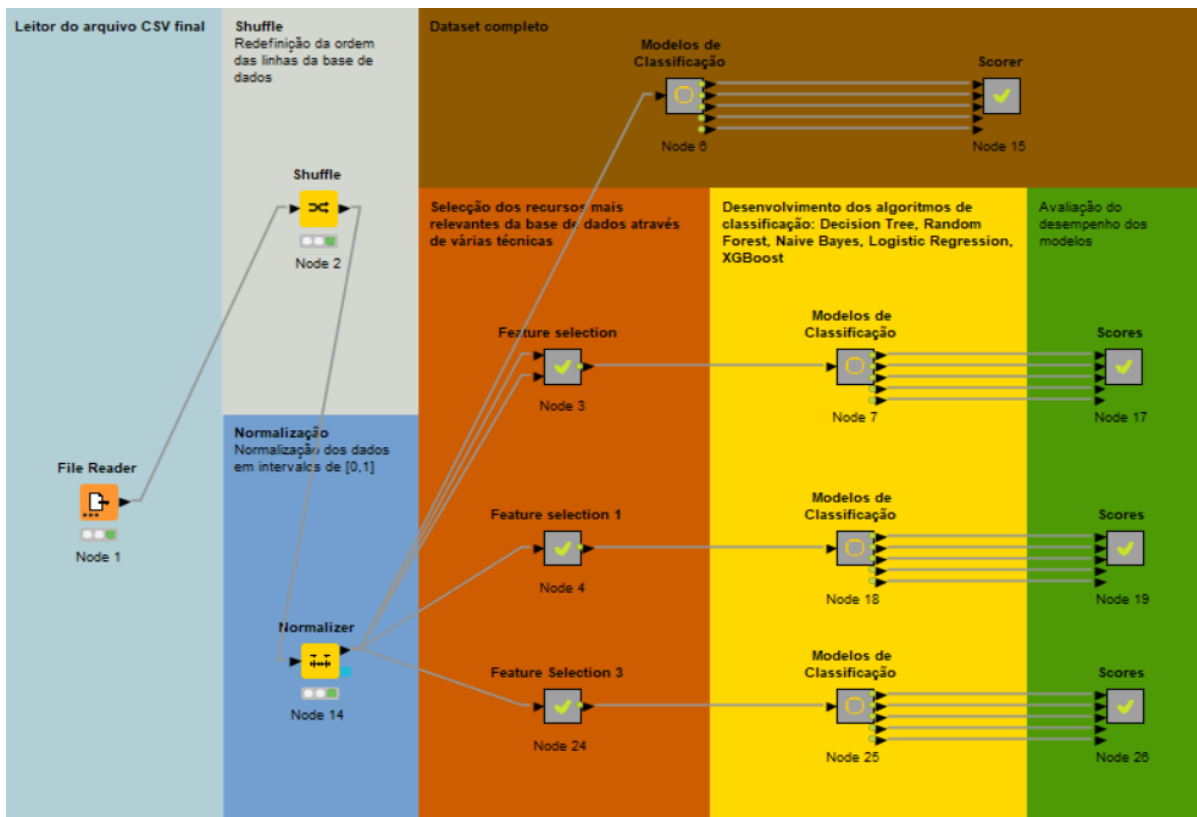 Leitor do arquivo CSV final
File Reader
Node 1
Shuffle
Redefinição da ordem
das linhas da base de
dados
Shuffle
Node 2
Normalização
Normalização dos dados
em intervalos de [0,1]
Normalizer
Node 14
Dataset completo
Modelos de
Classificação
Node 6
Scorer
Node 15
Selecção dos recursos mais
relevantes da base de dados através
de várias técnicas
Feature selection
Node 3
Feature selection 1
Node 4
Feature Selection 3
Node 24
Desenvolvimento dos algoritmos de
classificação: Decision Tree, Random
Forest, Naive Bayes, Logistic Regression,
XGBoost
Modelos de
Classificação
Node 7
Modelos de
Classificação
Node 18
Modelos de
Classificação
Node 25
Avaliação do
desempenho dos
modelos
Scores
Node 17
Scores
Node 19
Scores
Node 26